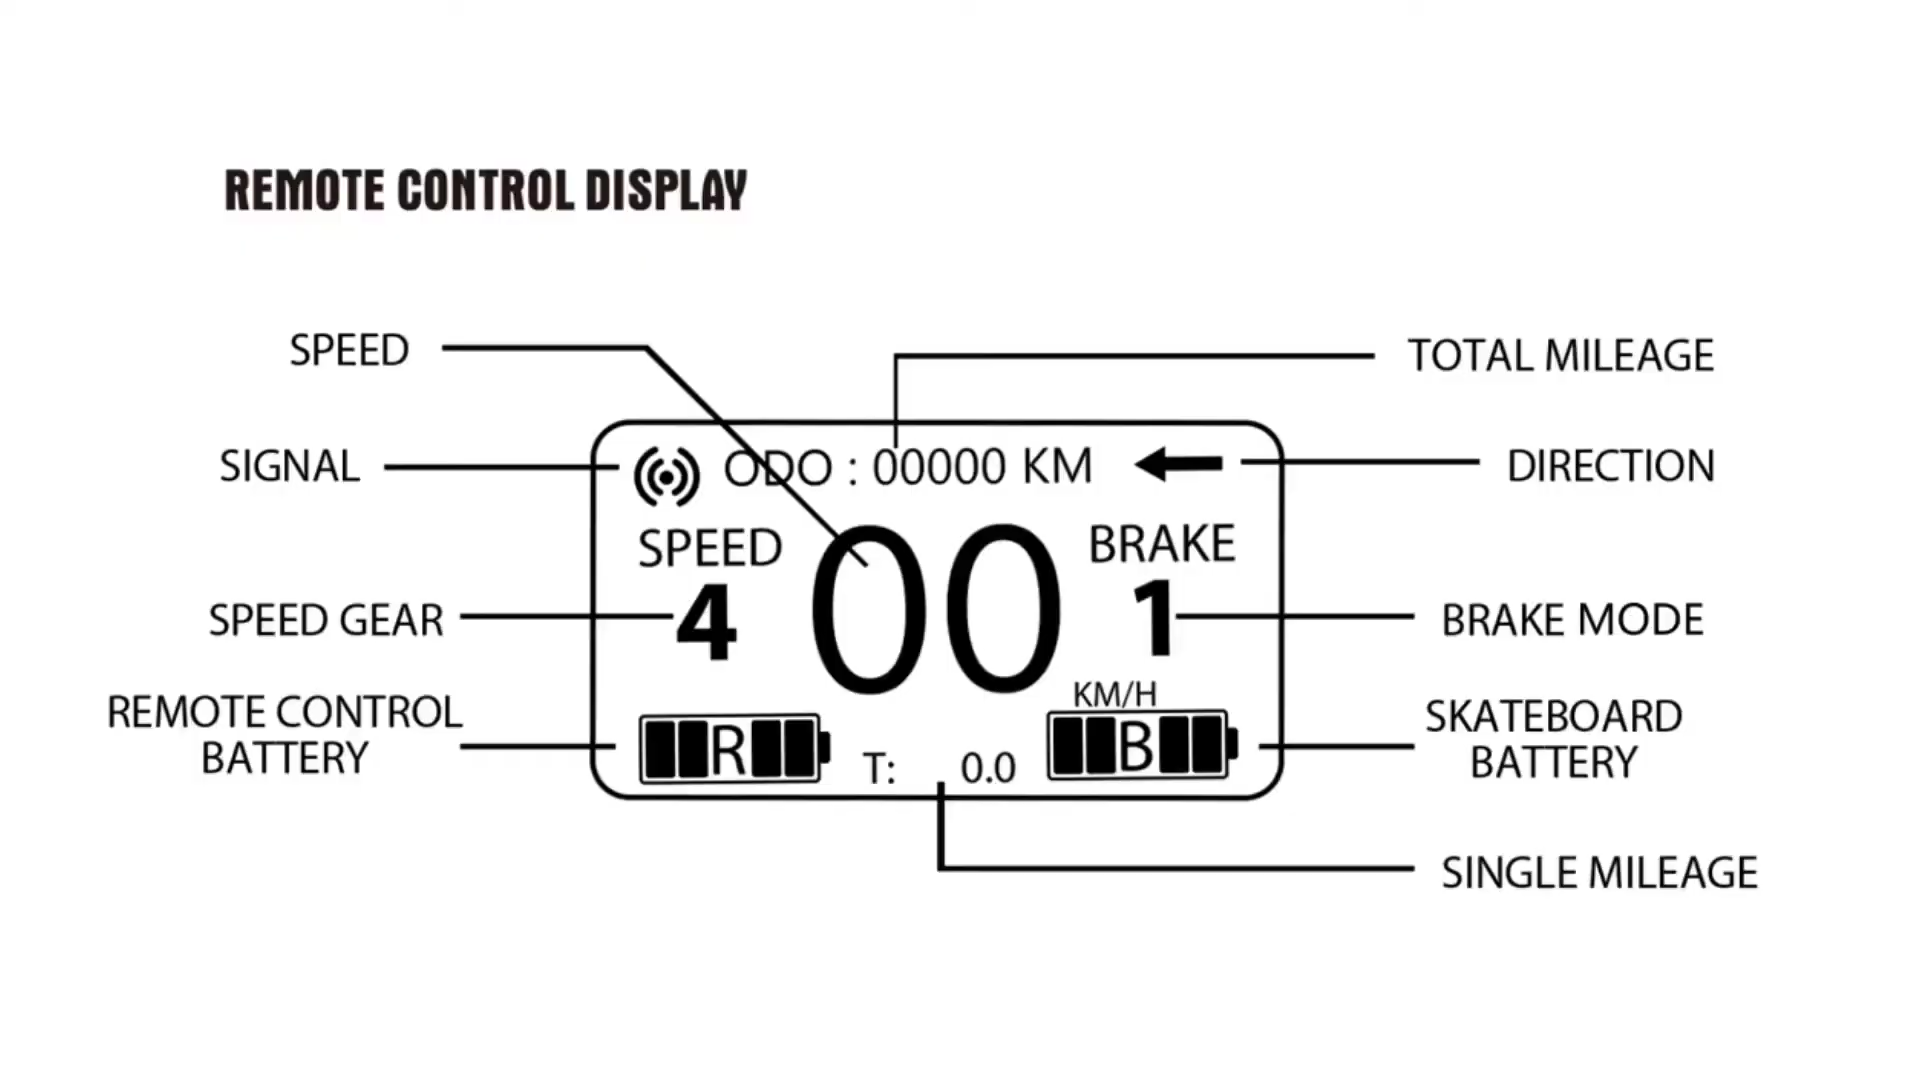 REMOTE CONTROL DISPLAY
SPEED
TOTAL MILEAGE
SIGNAL
ODO : 00000 KM
DIRECTION
SPEED
00
BRAKE
SPEED GEAR
4
1
BRAKE MODE
KM/H
REMOTE CONTROL
BATTERY
R
T: 0.0
B
SKATEBOARD
BATTERY
SINGLE MILEAGE